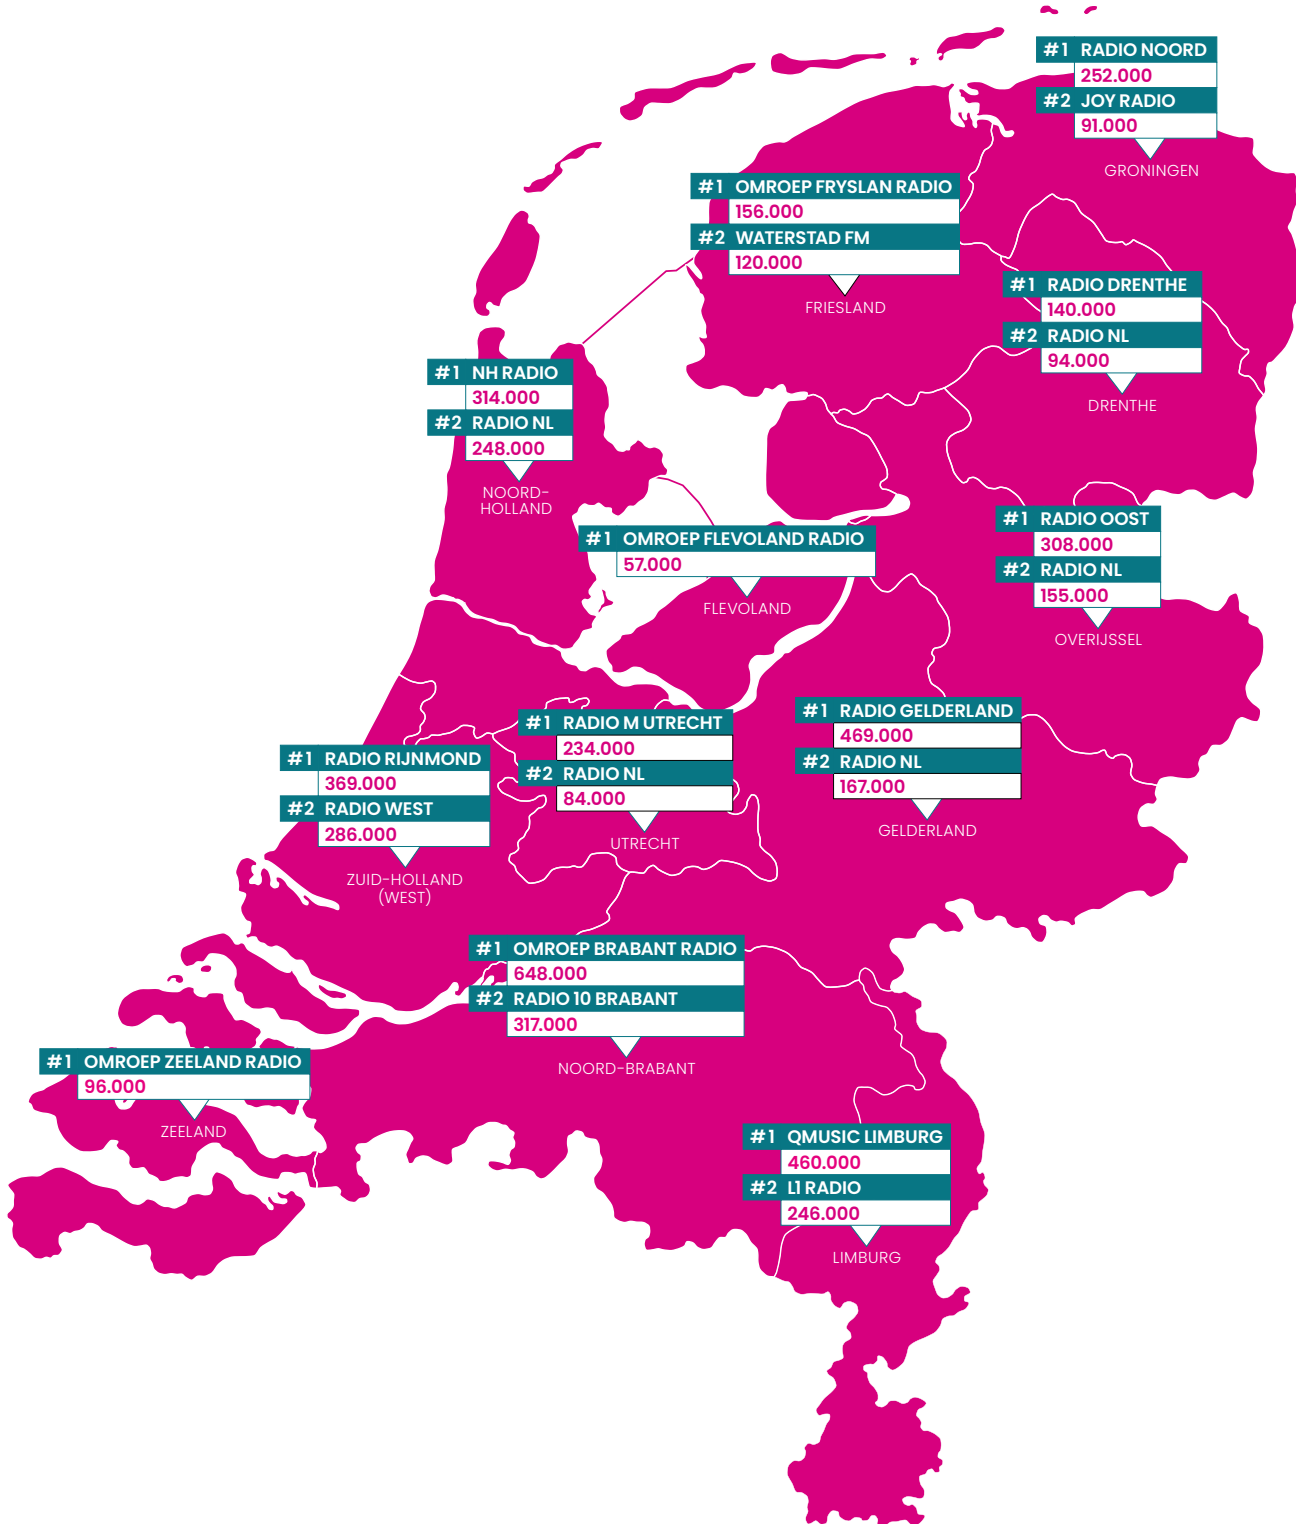 #1 RADIO NOORD
252.000
#2 JOY RADIO
91.000
GRONINGEN
#1 OMROEP FRYSLAN RADIO
156.000
#2 WATERSTAD FM
120.000
FRIESLAND
#1 RADIO DRENTHE
140.000
#2 RADIO NL
94.000
DRENTHE
#1 NH RADIO
314.000
#2 RADIO NL
248.000
NOORD-
HOLLAND
#1 OMROEP FLEVOLAND RADIO
57.000
FLEVOLAND
#1 RADIO OOST
308.000
#2 RADIO NL
155.000
OVERIJSSEL
#1 RADIO M UTRECHT
234.000
#2 RADIO NL
84.000
UTRECHT
#1 RADIO GELDERLAND
469.000
#2 RADIO NL
167.000
GELDERLAND
#1 RADIO RIJNMOND
369.000
#2 RADIO WEST
286.000
ZUID-HOLLAND
(WEST)
#1 OMROEP BRABANT RADIO
648.000
#2 RADIO 10 BRABANT
317.000
NOORD-BRABANT
#1 OMROEP ZEELAND RADIO
96.000
ZEELAND
#1 QMUSIC LIMBURG
460.000
#2 L1 RADIO
246.000
LIMBURG